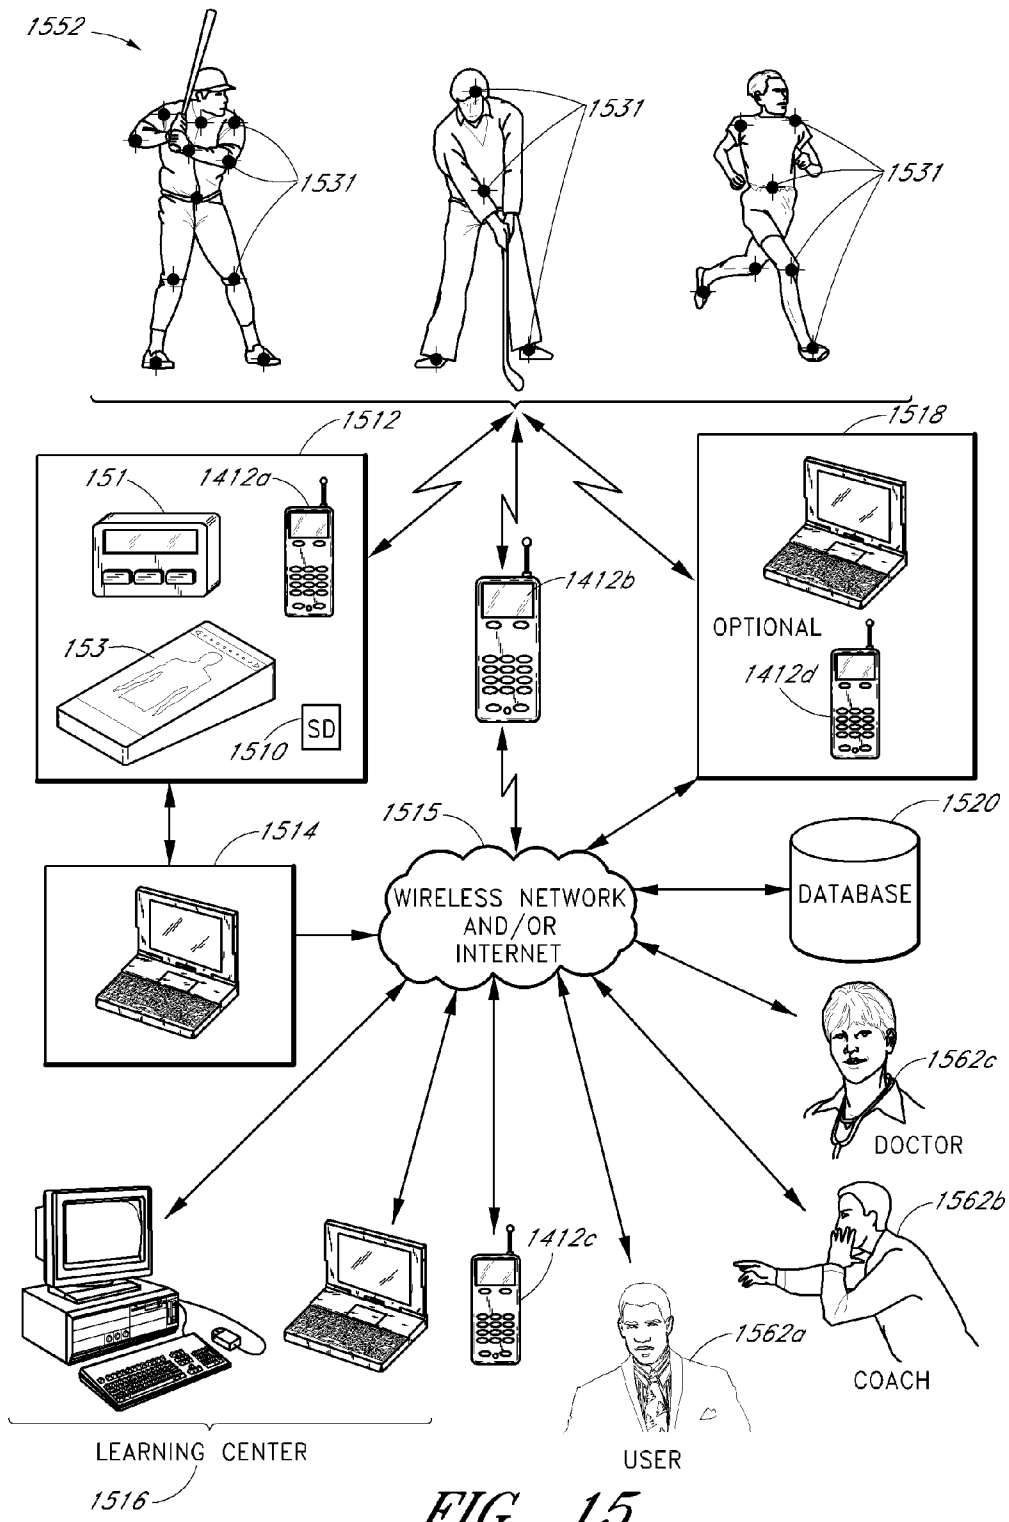 1552
1531
1531
1531
1512
1518
151
1412a
1412b
OPTIONAL
153
1412d
1510
SD
1515
1520
1514
WIRELESS NETWORK
AND/OR
INTERNET
DATABASE
1562c
DOCTOR
1562b
1412c
1562a
COACH
LEARNING CENTER
USER
1516
FIG. 15